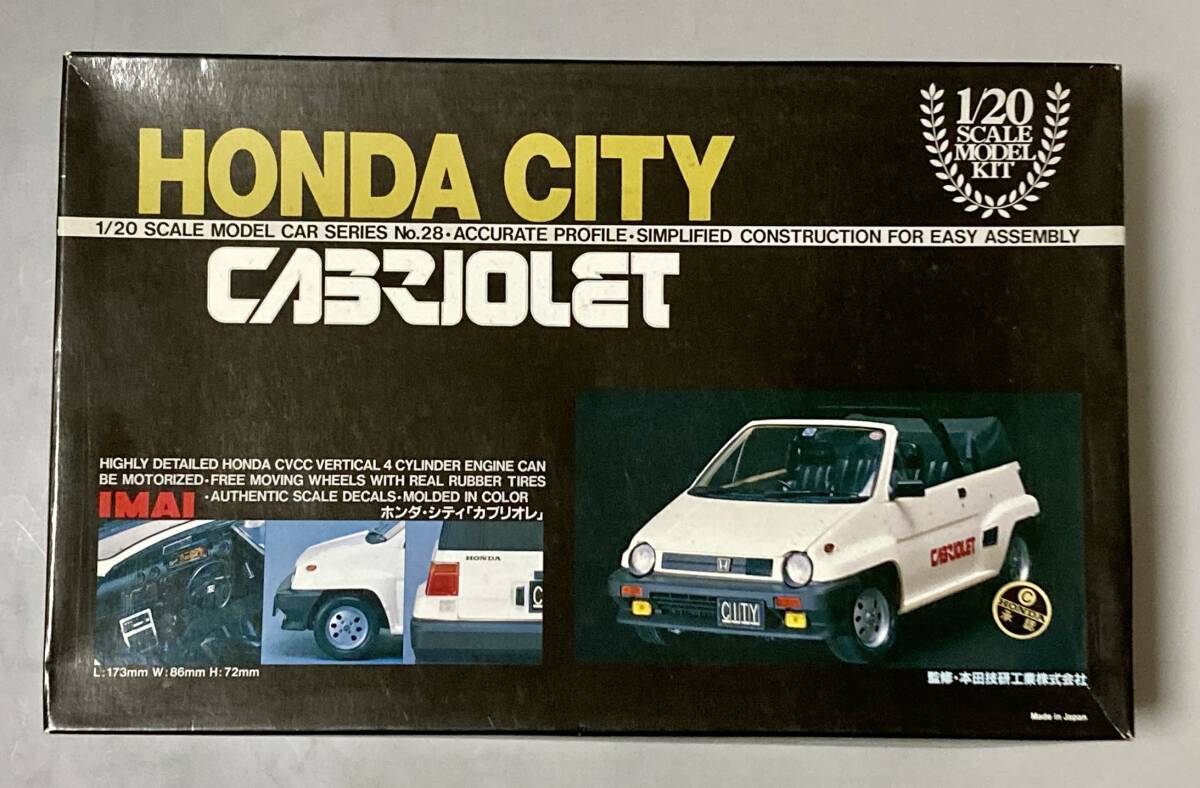 HONDA CITY
1/20
SCALE
MODEL
KIT
1/20 SCALE MODEL CAR SERIES No.28・ACCURATE PROFILE・SIMPLIFIED CONSTRUCTION FOR EASY ASSEMBLY
CABRIOLET
HIGHLY DETAILED HONDA CVCC VERTICAL 4 CYLINDER ENGINE CAN
BE MOTORIZED・FREE MOVING WHEELS WITH REAL RUBBER TIRES
IMAI ・AUTHENTIC SCALE DECALS・MOLDED IN COLOR
ホンダ・シティ「カブリオレ」
HONDA
C
L:173mm W:86mm H:72mm
CABRIOLET
CITY
C
HONDA
承認
監修・本田技研工業株式会社
Made in Japan